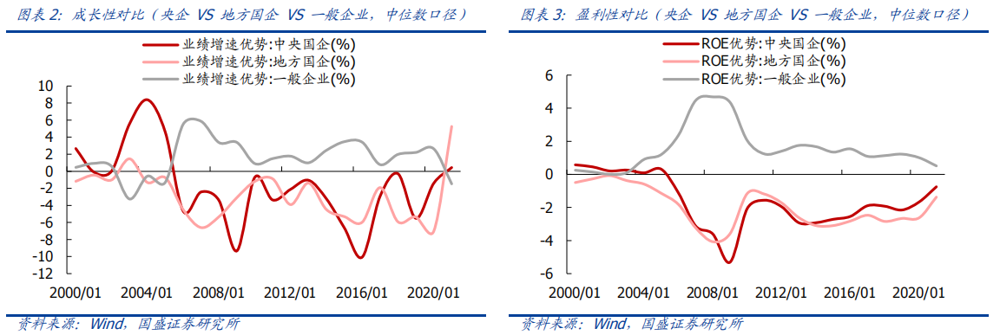 图表 2：成长性对比（央企 VS 地方国企 VS 一般企业，中位数口径）
业绩增速优势:中央国企(%)
业绩增速优势:地方国企(%)
业绩增速优势:一般企业(%)
10
8
6
4
2
0
-2
-4
-6
-8
-10
-12
2000/01 2004/01 2008/01 2012/01 2016/01 2020/01
资料来源：Wind，国盛证券研究所
图表 3：盈利性对比（央企 VS 地方国企 VS 一般企业，中位数口径）
ROE优势:中央国企(%)
ROE优势:地方国企(%)
ROE优势:一般企业(%)
6
4
2
0
-2
-4
-6
2000/01 2004/01 2008/01 2012/01 2016/01 2020/01
资料来源：Wind，国盛证券研究所